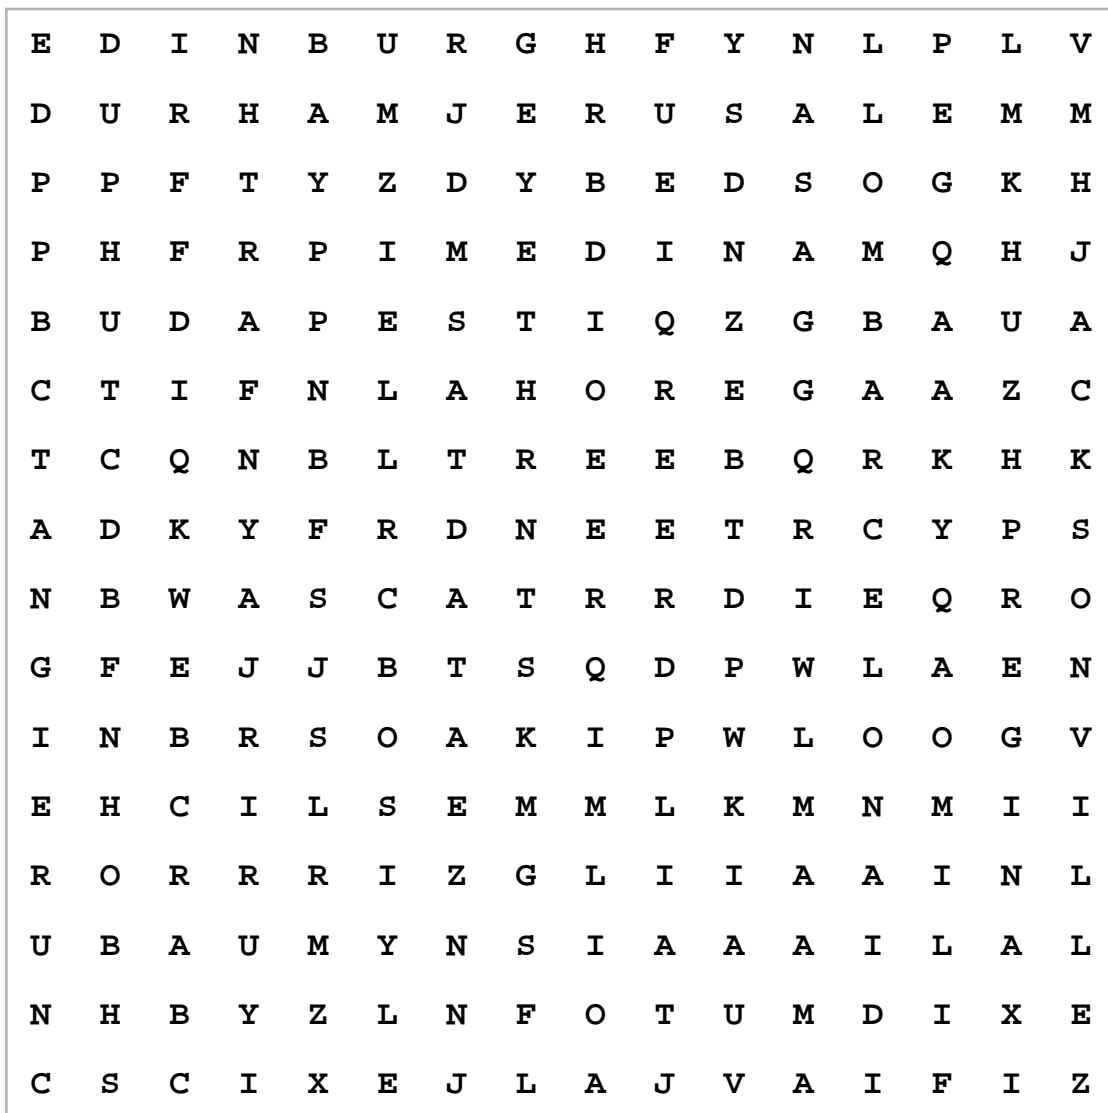 E D I N B U R G H F Y N L P L V
D U R H A M J E R U S A L E M M
P P F T Y Z D Y B E D S O G K H
P H F R P I M E D I N A M Q H J
B U D A P E S T I Q Z G B A U A
C T I F N L A H O R E G A A Z C
T C Q N B L T R E E B Q R K H K
A D K Y F R D N E E T R C Y P S
N B W A S C A T R R D I E Q R O
G F E J J B T S Q D P W L A E N
I N B R S O A K I P W L O O G V
E H C I L S E M M L K M N M I I
R O R R R I Z G L I I A A I N L
U B A U M Y N S I A A A I L A L
N H B Y Z L N F O T U M D I X E
C S C I X E J L A J V A I F I Z